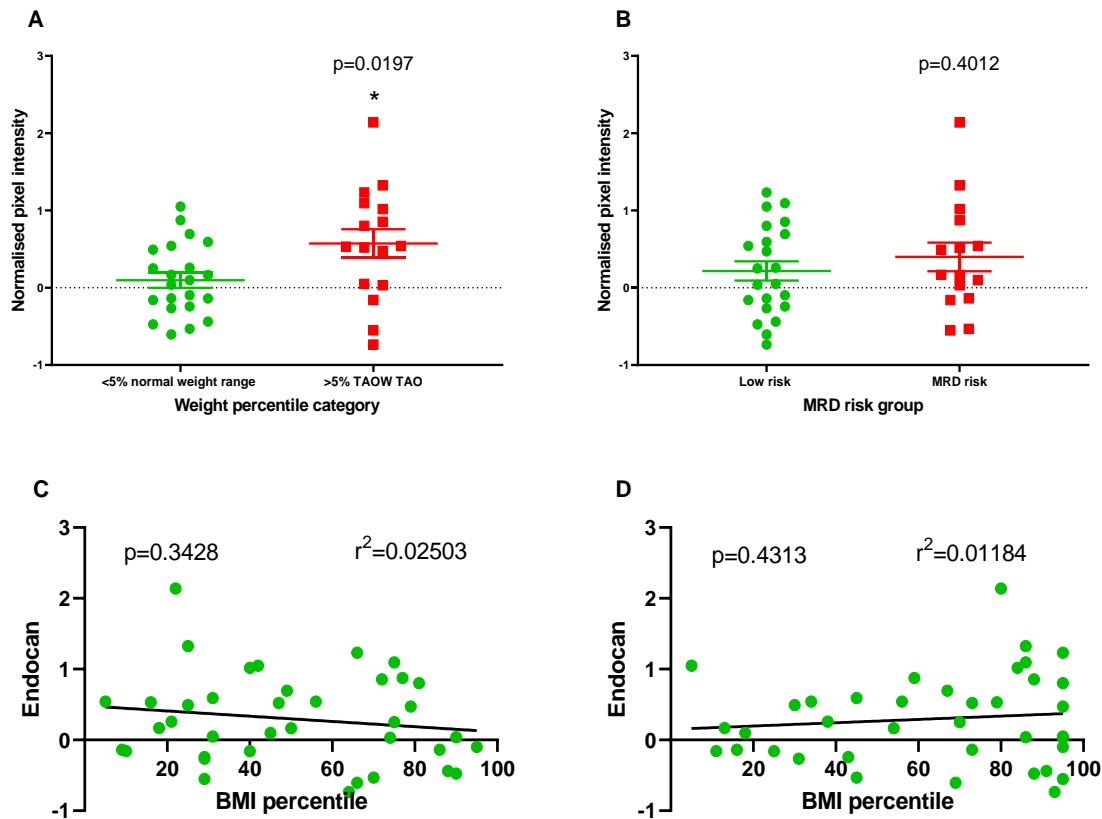 A
B
p=0.0197
*
p=0.4012
Normalised pixel intensity
3
2
1
0
-1
<5% normal weight range
>5% TAOW TAO
Weight percentile category
Normalised pixel intensity
3
2
1
0
-1
Low risk
MRD risk
MRD risk group
C
D
p=0.3428
r²=0.02503
Endocan
3
2
1
0
-1
20
40
60
80
100
BMI percentile
p=0.4313
r²=0.01184
Endocan
3
2
1
0
-1
20
40
60
80
100
BMI percentile